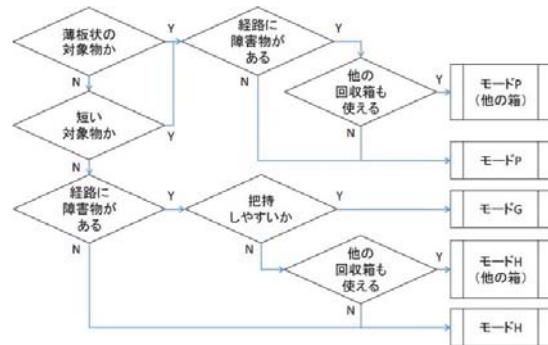 薄板状の
対象物か
Y
N
経路に
障害物が
ある
Y
N
他の
回収箱も
使える
Y
N
モードP
(他の箱)
短い
対象物か
Y
N
モードP
経路に
障害物が
ある
Y
N
把持
しやすいか
Y
N
モードG
他の
回収箱も
使える
Y
N
モードH
(他の箱)
モードH